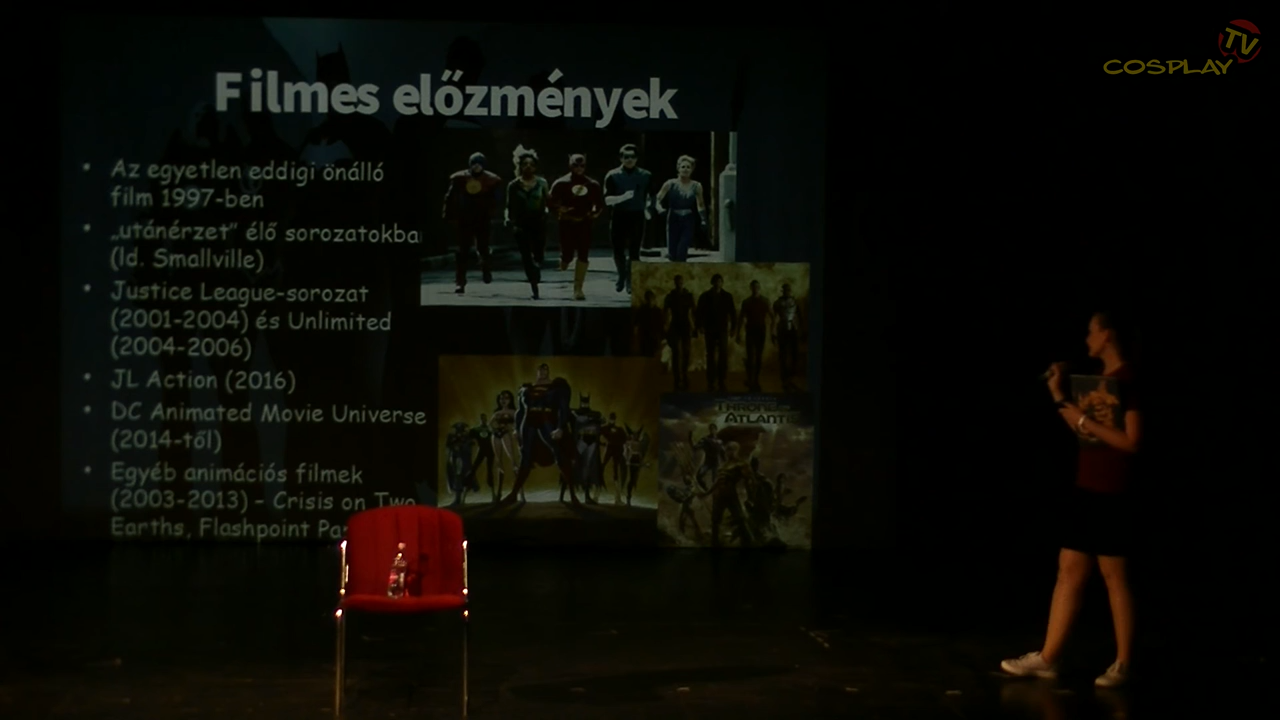 TV
COSPLAY
Filmes előzmények
• Az egyetlen eddigi önálló
film 1997-ben
• „utánérzet” élő sorozatokba
(ld. Smallville)
• Justice League-sorozat
(2001-2004) és Unlimited
(2004-2006)
• JL Action (2016)
• DC Animated Movie Universe
(2014-től)
• Egyéb animációs filmek
(2003-2013) – Crisis on Two
Earths, Flashpoint
ATLANT